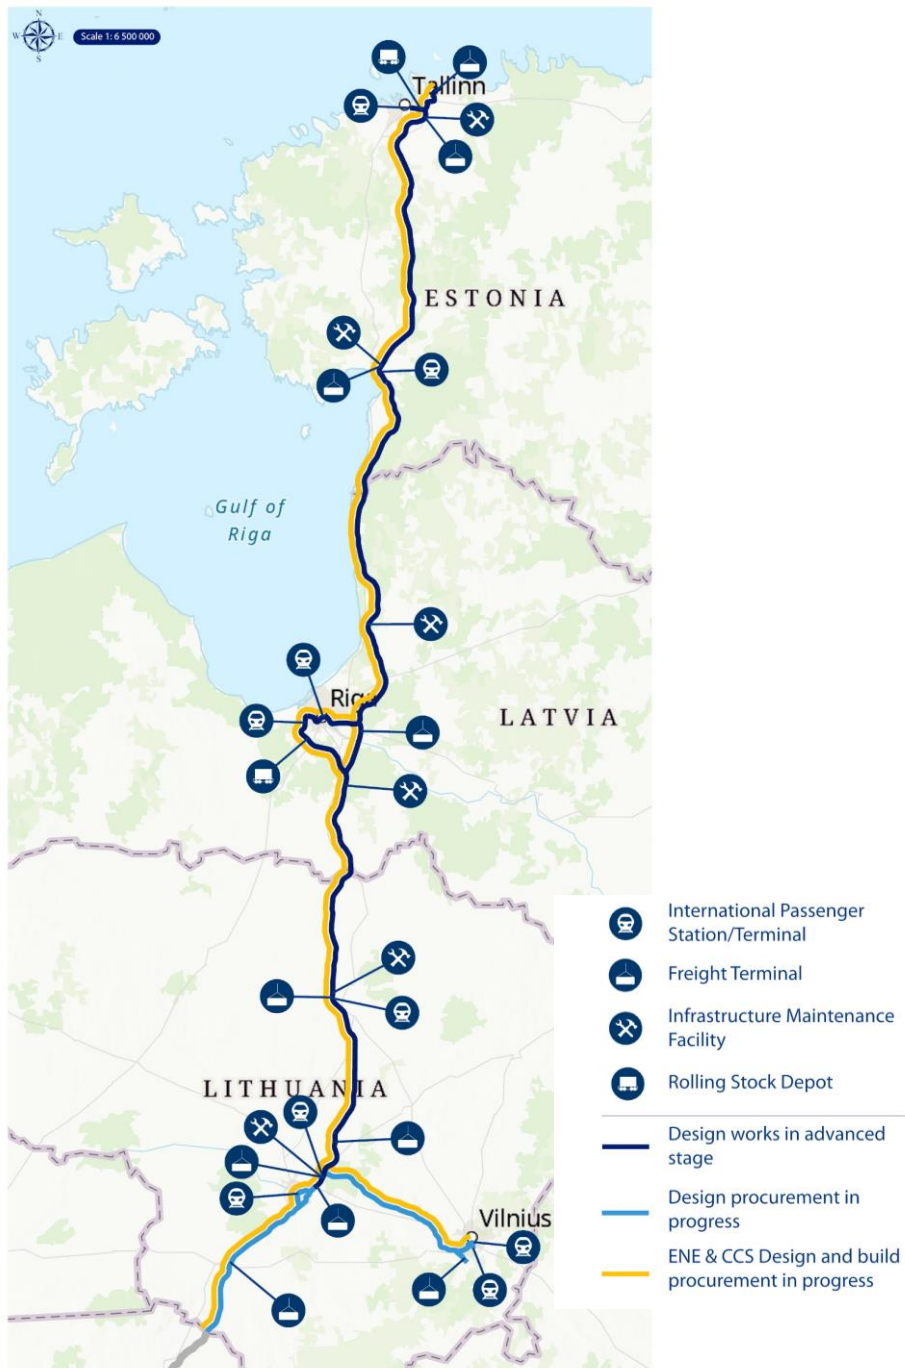 N
W E
S
Scale 1: 6 500 000
Tallinn
ESTONIA
Gulf of
Riga
Riga
LATVIA
LITHUANIA
Vilnius
International Passenger
Station/Terminal
Freight Terminal
Infrastructure Maintenance
Facility
Rolling Stock Depot
Design works in advanced
stage
Design procurement in
progress
ENE & CCS Design and build
procurement in progress